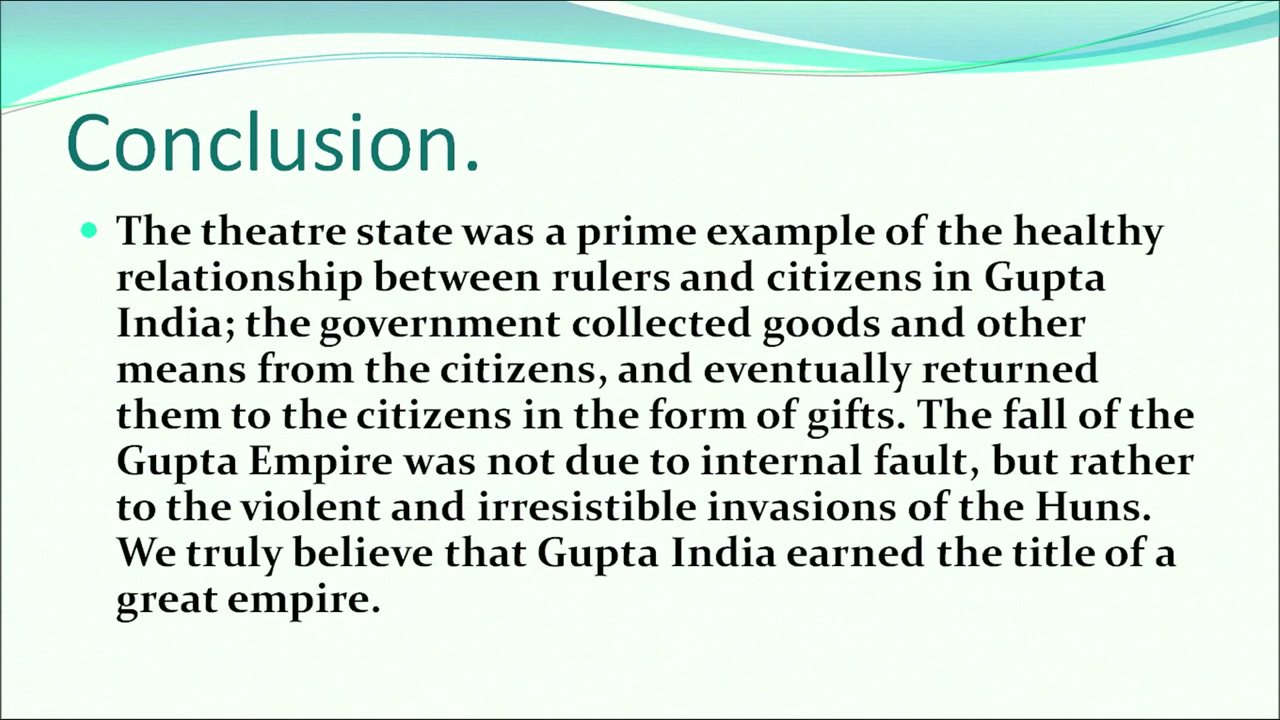 Conclusion.
The theatre state was a prime example of the healthy
relationship between rulers and citizens in Gupta
India; the government collected goods and other
means from the citizens, and eventually returned
them to the citizens in the form of gifts. The fall of the
Gupta Empire was not due to internal fault, but rather
to the violent and irresistible invasions of the Huns.
We truly believe that Gupta India earned the title of a
great empire.